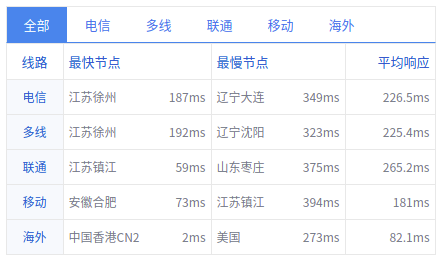 全部 电信 多线 联通 移动 海外
线路 最快节点 最慢节点 平均响应
电信 江苏徐州 187ms 辽宁大连 349ms 226.5ms
多线 江苏徐州 192ms 辽宁沈阳 323ms 225.4ms
联通 江苏镇江 59ms 山东枣庄 375ms 265.2ms
移动 安徽合肥 73ms 江苏镇江 394ms 181ms
海外 中国香港CN2 2ms 美国 273ms 82.1ms